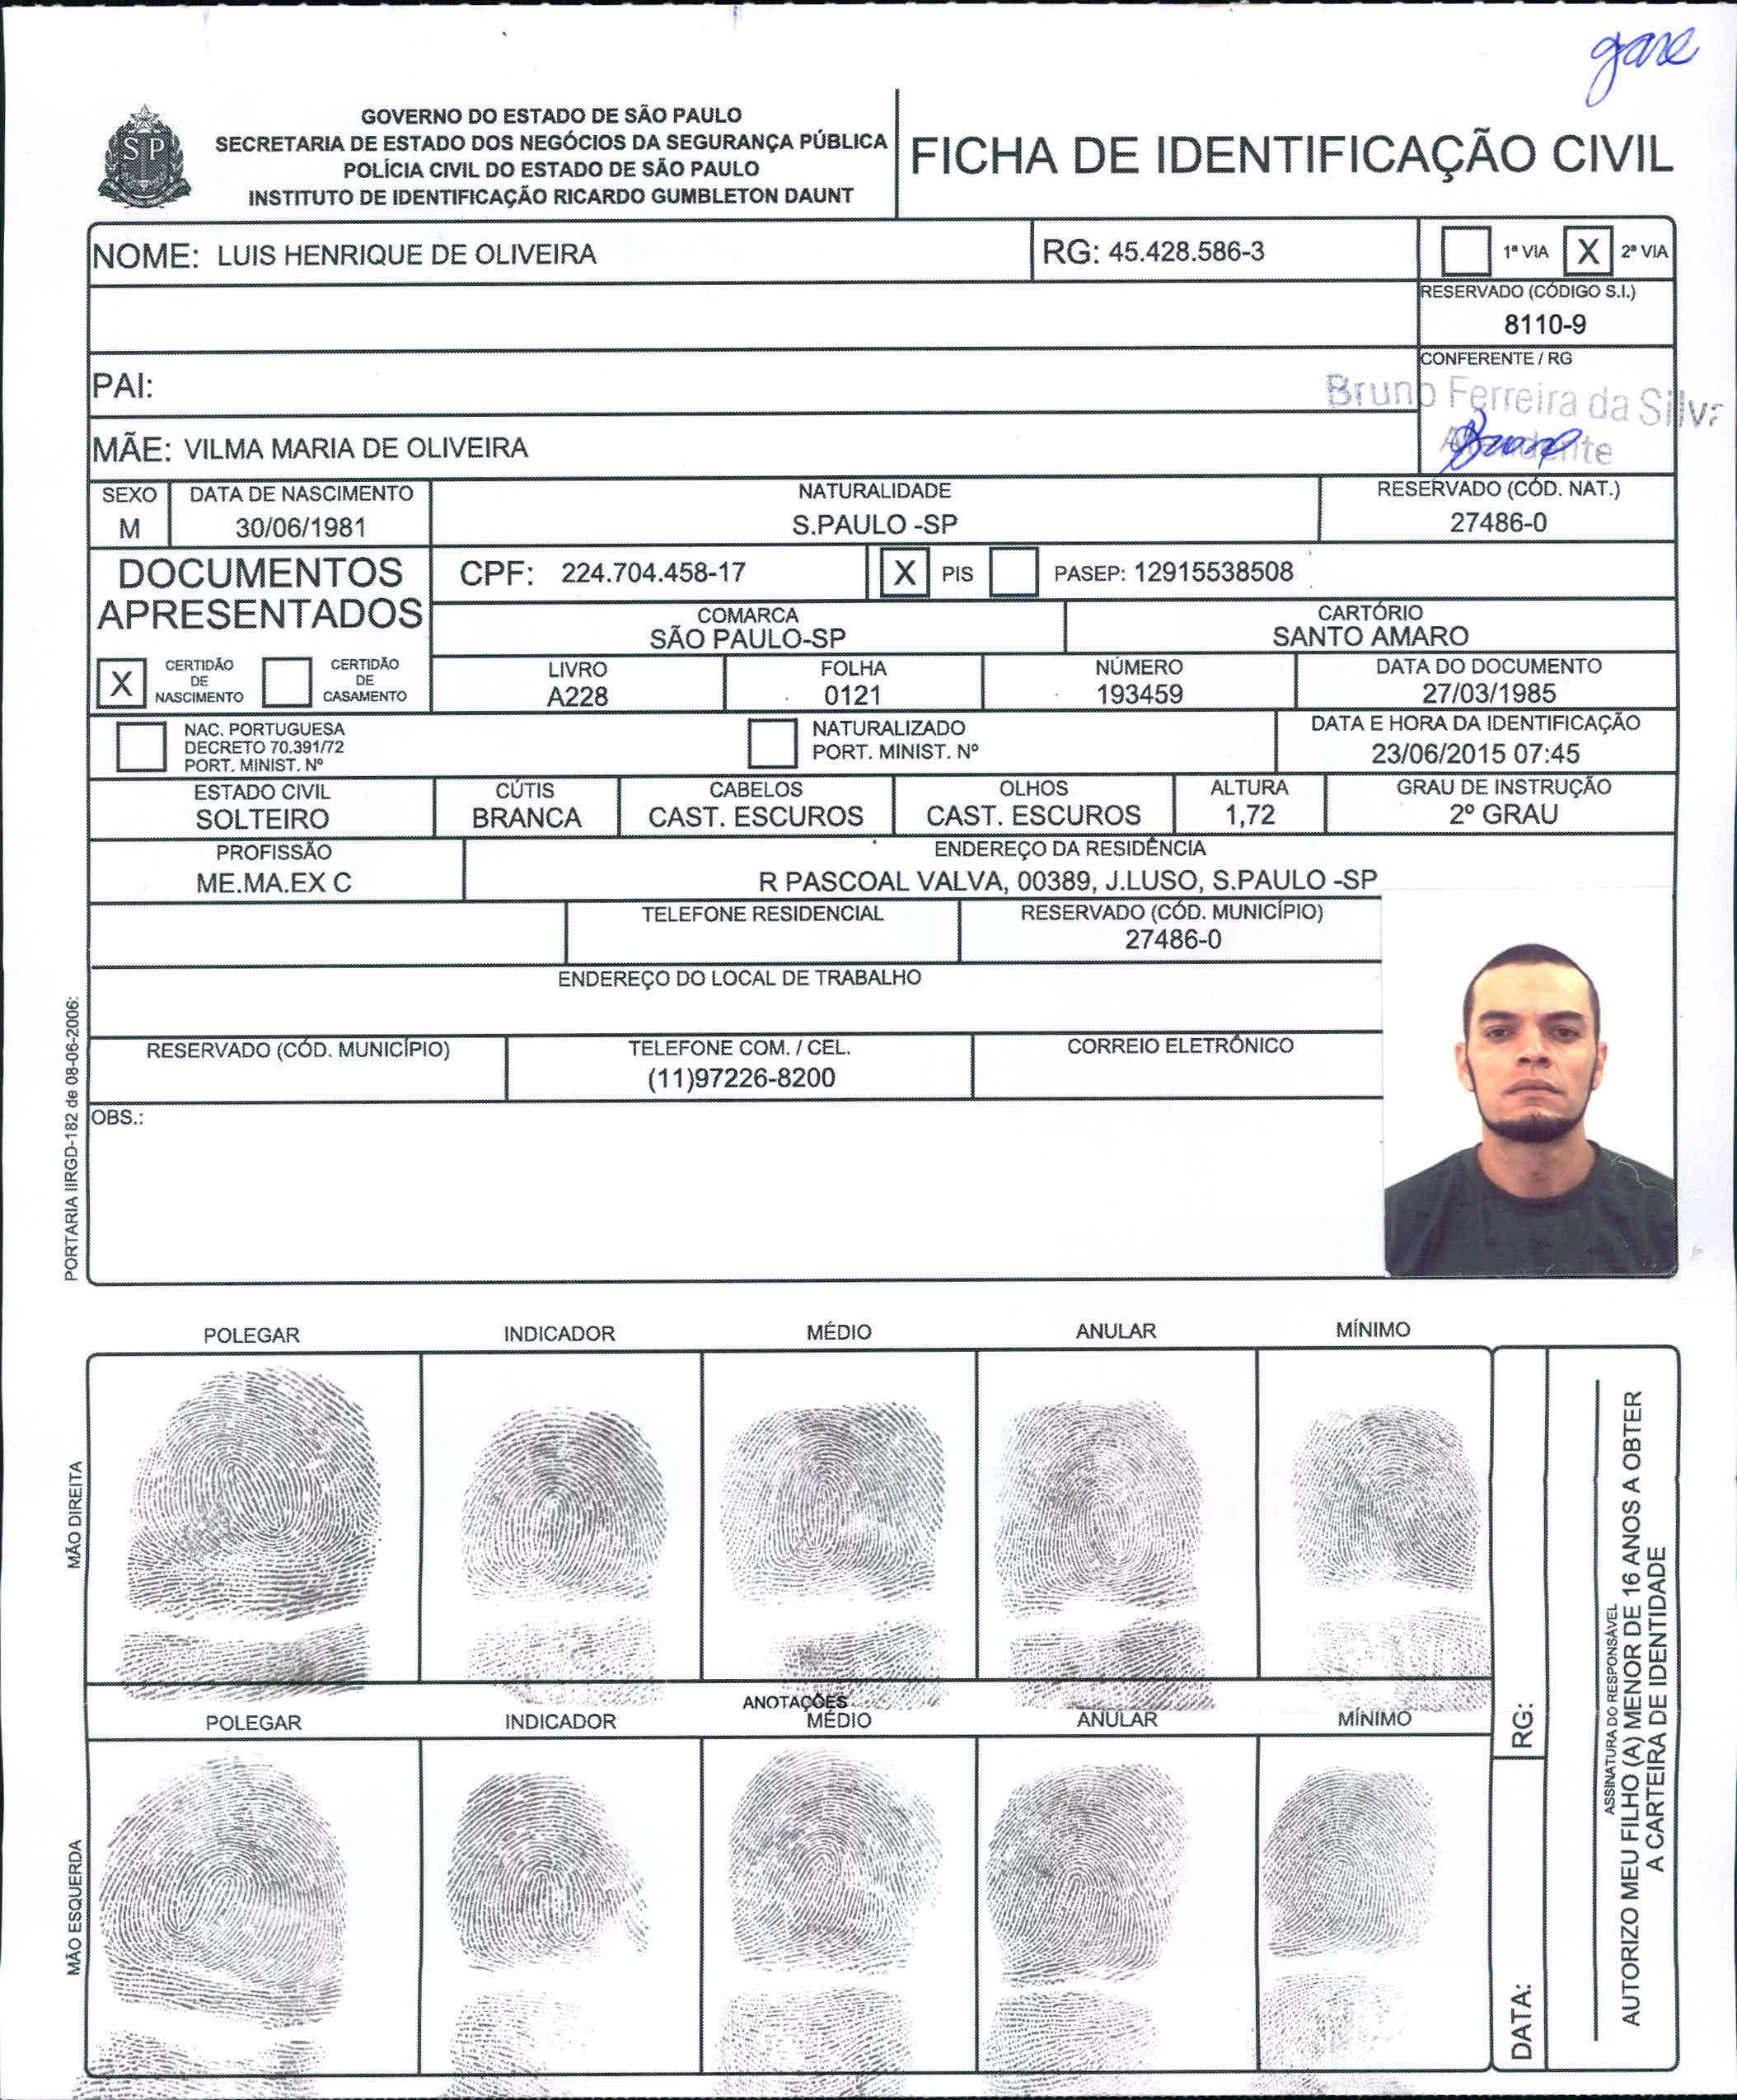 gare
GOVERNO DO ESTADO DE SÃO PAULO
SECRETARIA DE ESTADO DOS NEGÓCIOS DA SEGURANÇA PÚBLICA
POLÍCIA CIVIL DO ESTADO DE SÃO PAULO
INSTITUTO DE IDENTIFICAÇÃO RICARDO GUMBLETON DAUNT
SP
FICHA DE IDENTIFICAÇÃO CIVIL
NOME: LUIS HENRIQUE DE OLIVEIRA
RG: 45.428.586-3
1ª VIA X 2ª VIA
RESERVADO (CÓDIGO S.I.)
8110-9
PAI:
CONFERENTE / RG
Bruno Ferreira da Silva
Atendente
MÃE: VILMA MARIA DE OLIVEIRA
SEXO DATA DE NASCIMENTO NATURALIDADE RESERVADO (CÓD. NAT.)
M 30/06/1981 S.PAULO -SP 27486-0
DOCUMENTOS
APRESENTADOS
CPF: 224.704.458-17 X PIS PASEP: 12915538508
COMARCA CARTÓRIO
SÃO PAULO-SP SANTO AMARO
X CERTIDÃO DE NASCIMENTO CERTIDÃO DE CASAMENTO
LIVRO FOLHA NÚMERO DATA DO DOCUMENTO
A228 0121 193459 27/03/1985
NAC. PORTUGUESA
DECRETO 70.391/72
PORT. MINIST. Nº
NATURALIZADO
PORT. MINIST. Nº
DATA E HORA DA IDENTIFICAÇÃO
23/06/2015 07:45
ESTADO CIVIL CÚTIS CABELOS OLHOS ALTURA GRAU DE INSTRUÇÃO
SOLTEIRO BRANCA CAST. ESCUROS CAST. ESCUROS 1,72 2º GRAU
PROFISSÃO ENDEREÇO DA RESIDÊNCIA
ME.MA.EX C R PASCOAL VALVA, 00389, J.LUSO, S.PAULO -SP
TELEFONE RESIDENCIAL RESERVADO (CÓD. MUNICÍPIO)
27486-0
ENDEREÇO DO LOCAL DE TRABALHO
RESERVADO (CÓD. MUNICÍPIO) TELEFONE COM. / CEL. CORREIO ELETRÔNICO
(11)97226-8200
OBS.:
PORTARIA IIRGD-182 de 08-06-2006:
POLEGAR INDICADOR MÉDIO ANULAR MÍNIMO
MÃO DIREITA
ANOTAÇÕES
POLEGAR INDICADOR MÉDIO ANULAR MÍNIMO
MÃO ESQUERDA
RG:
DATA:
ASSINATURA DO RESPONSÁVEL
AUTORIZO MEU FILHO (A) MENOR DE 16 ANOS A OBTER
A CARTEIRA DE IDENTIDADE